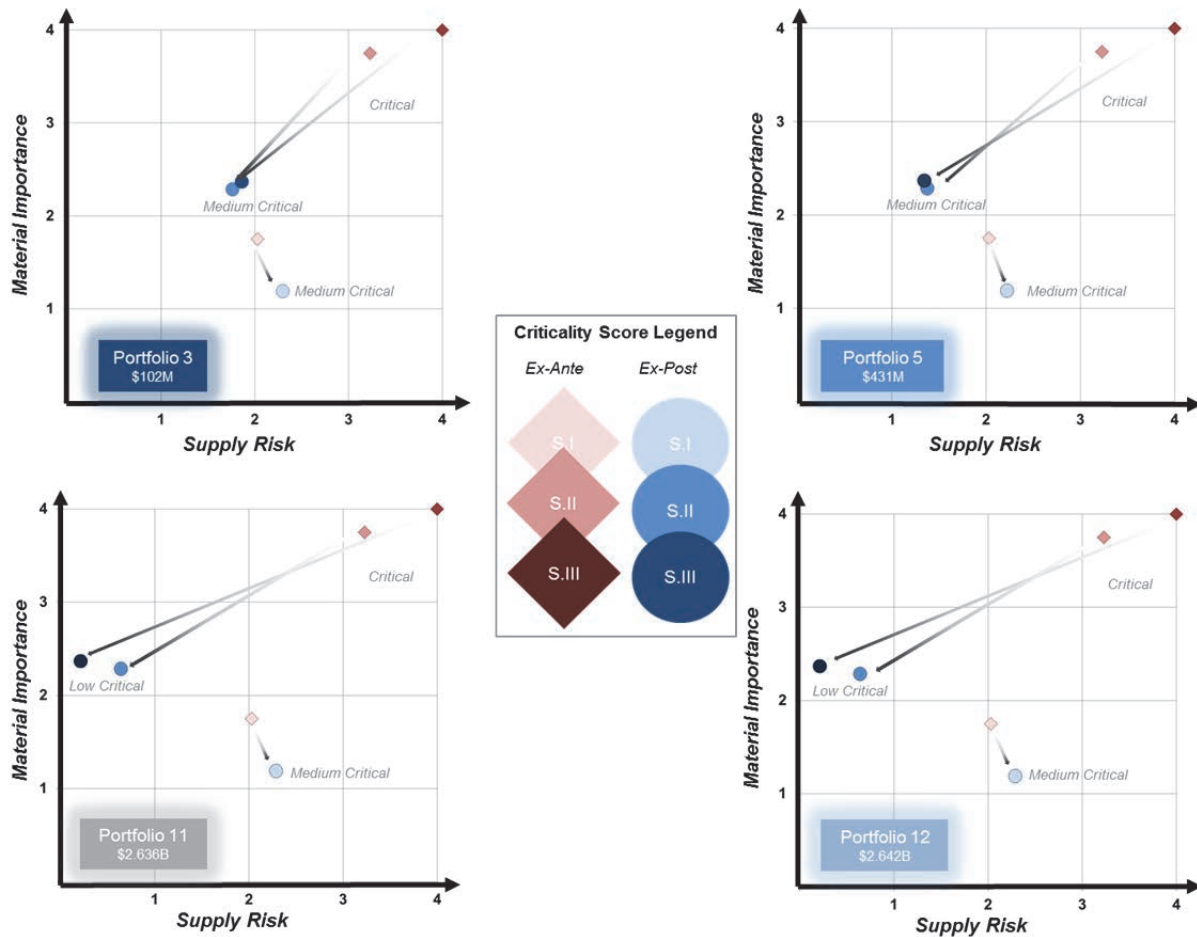 4
3
2
1
Material Importance
Critical
Medium Critical
Medium Critical
Portfolio 3
$102M
1
2
3
4
Supply Risk
4
3
2
1
Material Importance
Critical
Medium Critical
Medium Critical
Portfolio 5
$431M
1
2
3
4
Supply Risk
Criticality Score Legend
Ex-Ante
Ex-Post
S.I
S.I
S.II
S.II
S.III
S.III
4
3
2
1
Material Importance
Critical
Low Critical
Medium Critical
Portfolio 11
$2.636B
1
2
3
4
Supply Risk
4
3
2
1
Material Importance
Critical
Low Critical
Medium Critical
Portfolio 12
$2.642B
1
2
3
4
Supply Risk